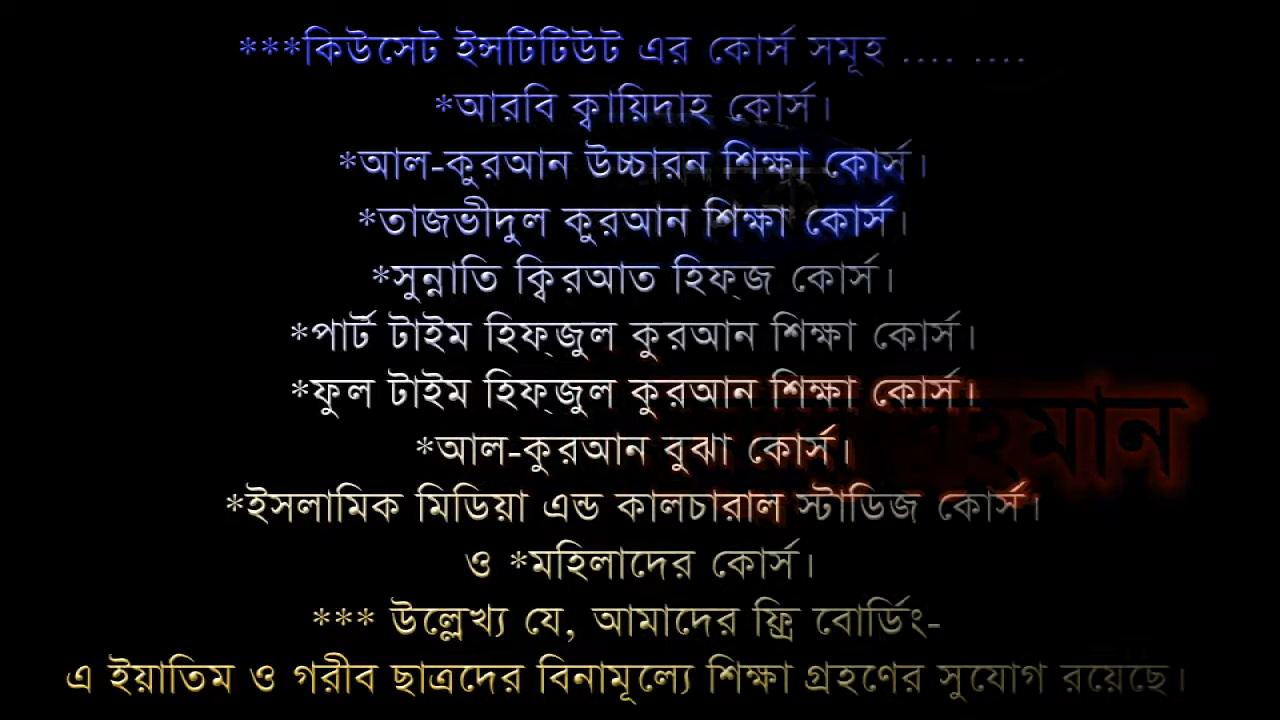 ***কিউসেট ইন্সটিটিউট এর কোর্স সমূহ .... ....
*আরবি ক্বায়িদাহ কোর্স।
*আল-কুরআন উচ্চারন শিক্ষা কোর্স।
*তাজভীদুল কুরআন শিক্ষা কোর্স।
*সুন্নাতি ক্বিরআত হিফ্‌জ কোর্স।
*পার্ট টাইম হিফ্‌জুল কুরআন শিক্ষা কোর্স।
*ফুল টাইম হিফ্‌জুল কুরআন শিক্ষা কোর্স।
রহমান
*আল-কুরআন বুঝা কোর্স।
*ইসলামিক মিডিয়া এন্ড কালচারাল স্টাডিজ কোর্স।
ও *মহিলাদের কোর্স।
*** উল্লেখ্য যে, আমাদের ফ্রি বোর্ডিং-
এ ইয়াতিম ও গরীব ছাত্রদের বিনামূল্যে শিক্ষা গ্রহণের সুযোগ রয়েছে।